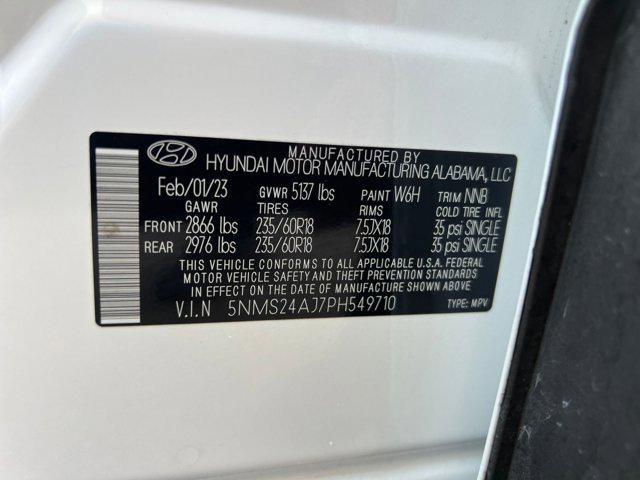 MANUFACTURED BY
HYUNDAI MOTOR MANUFACTURING ALABAMA, LLC
Feb/01/23 GVWR 5137 lbs PAINT W6H TRIM NNB
GAWR TIRES RIMS COLD TIRE INFL
FRONT 2866 lbs 235/60R18 7.5JX18 35 psi SINGLE
REAR 2976 lbs 235/60R18 7.5JX18 35 psi SINGLE
THIS VEHICLE CONFORMS TO ALL APPLICABLE U.S.A. FEDERAL
MOTOR VEHICLE SAFETY AND THEFT PREVENTION STANDARDS
IN EFFECT ON THE DATE OF MANUFACTURE SHOWN ABOVE.
V.I.N 5NMS24AJ7PH549710 TYPE: MPV